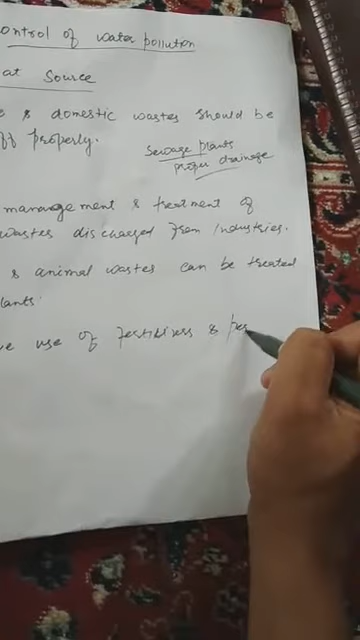 ontrol of water pollution
at Source
& domestic wastes should be
ff properly.
Sewage plants
proper drainage
management & treatment of
wastes discharged from industries.
& animal wastes can be treated
lants.
use of fertilizers & pes